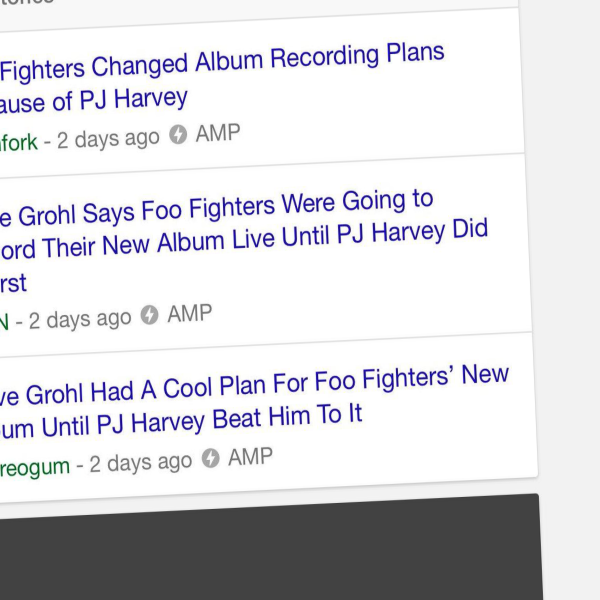 Fighters Changed Album Recording Plans
ause of PJ Harvey
fork - 2 days ago AMP
e Grohl Says Foo Fighters Were Going to
ord Their New Album Live Until PJ Harvey Did
rst
N - 2 days ago AMP
ve Grohl Had A Cool Plan For Foo Fighters’ New
um Until PJ Harvey Beat Him To It
reogum - 2 days ago AMP